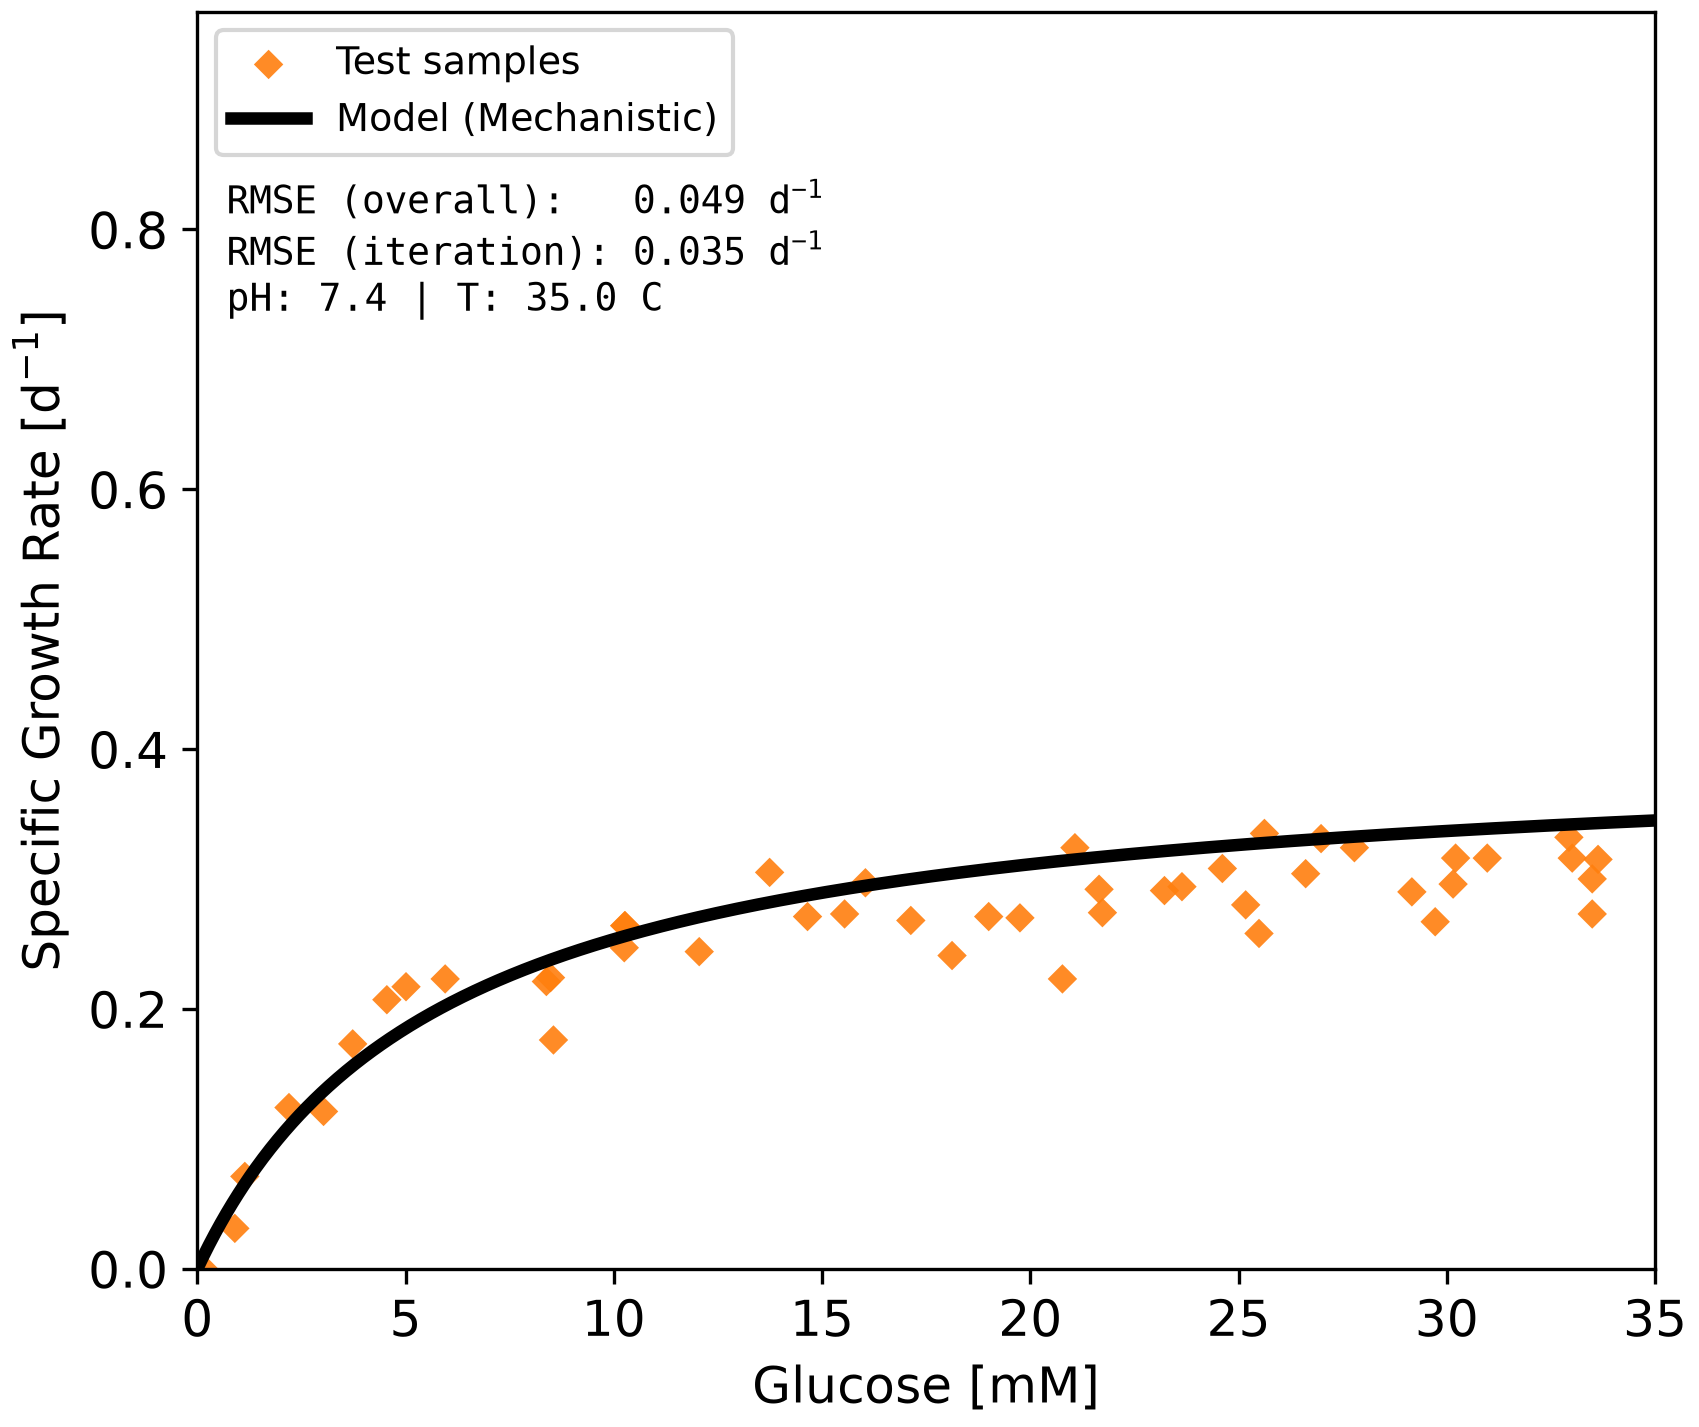 Test samples
Model (Mechanistic)
RMSE (overall):   0.049 d⁻¹
RMSE (iteration): 0.035 d⁻¹
pH: 7.4 | T: 35.0 C
Specific Growth Rate [d⁻¹]
0.8
0.6
0.4
0.2
0.0
0 5 10 15 20 25 30 35
Glucose [mM]